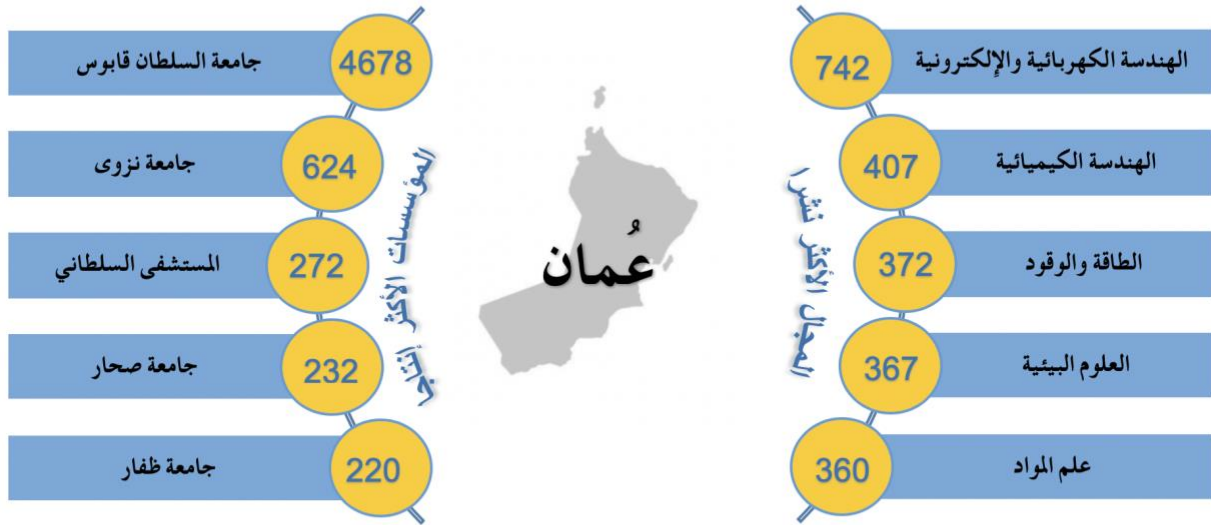 المجال الأكثر نشرا
الهندسة الكهربائية والإلكترونية
742
الهندسة الكيميائية
407
الطاقة والوقود
372
العلوم البيئية
367
علم المواد
360
عُمان
المؤسسات الأكثر إنتاجا
جامعة السلطان قابوس
4678
جامعة نزوى
624
المستشفى السلطاني
272
جامعة صحار
232
جامعة ظفار
220